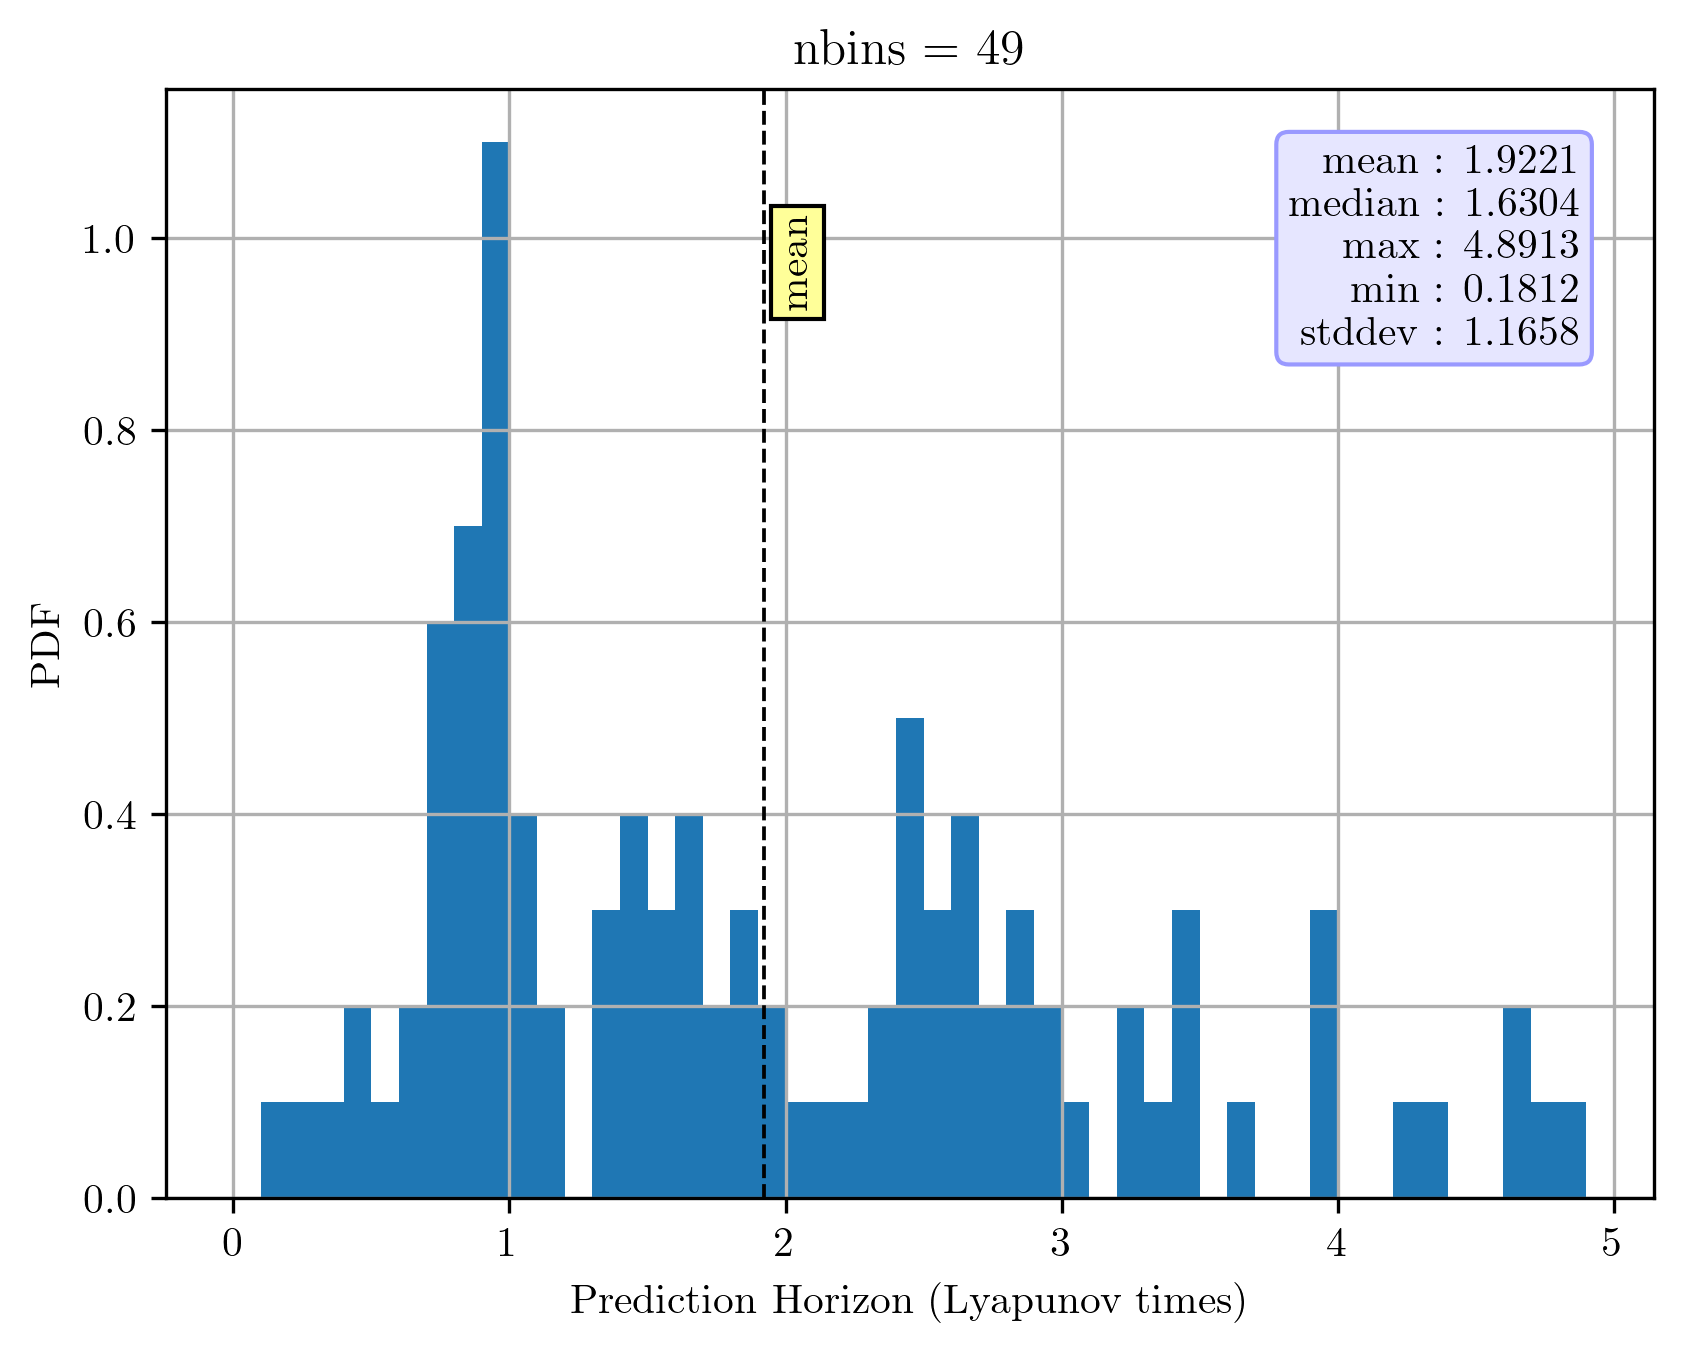 nbins = 49
mean : 1.9221
median : 1.6304
max : 4.8913
min : 0.1812
stddev : 1.1658
mean
PDF
1.0
0.8
0.6
0.4
0.2
0.0
0 1 2 3 4 5
Prediction Horizon (Lyapunov times)